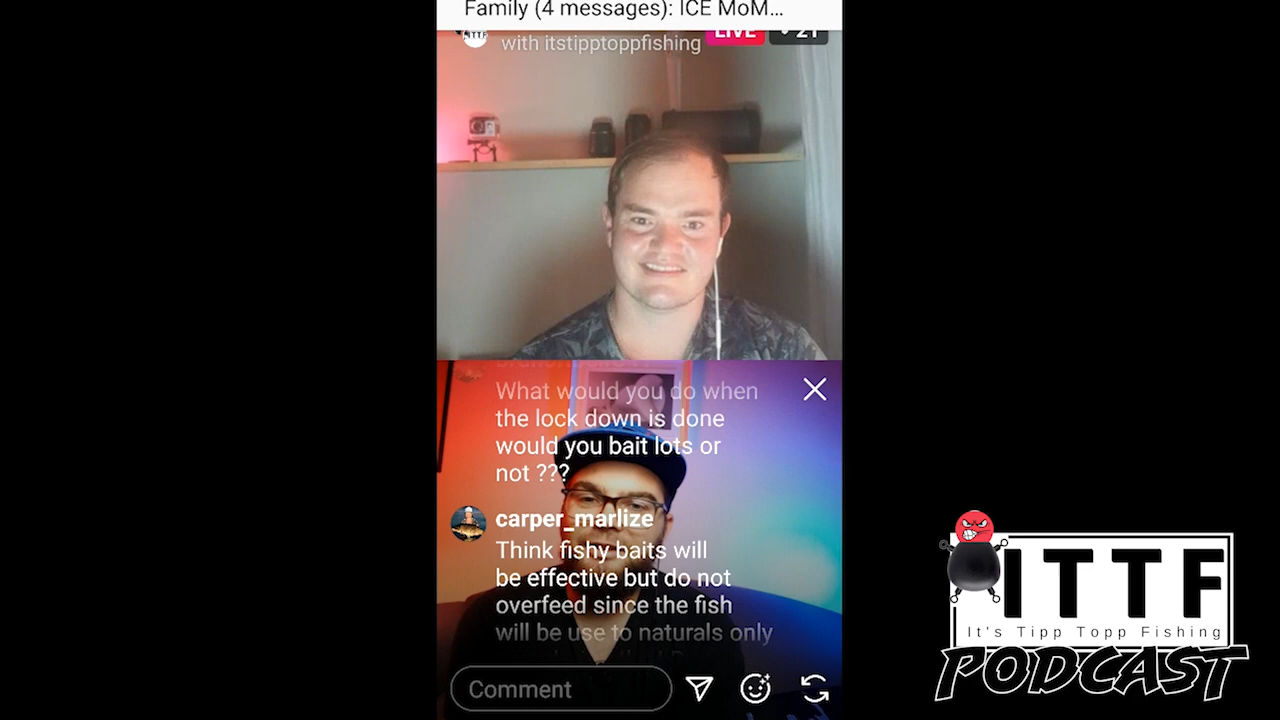 Family (4 messages): ICE MoM...
with itstipptoppfishing
LIVE
21
ITTF
What would you do when
the lock down is done
would you bait lots or
not ???
carper_marlize
Think fishy baits will
be effective but do not
overfeed since the fish
will be use to naturals only
Comment
ITTF
It's Tipp Topp Fishing
PODCAST